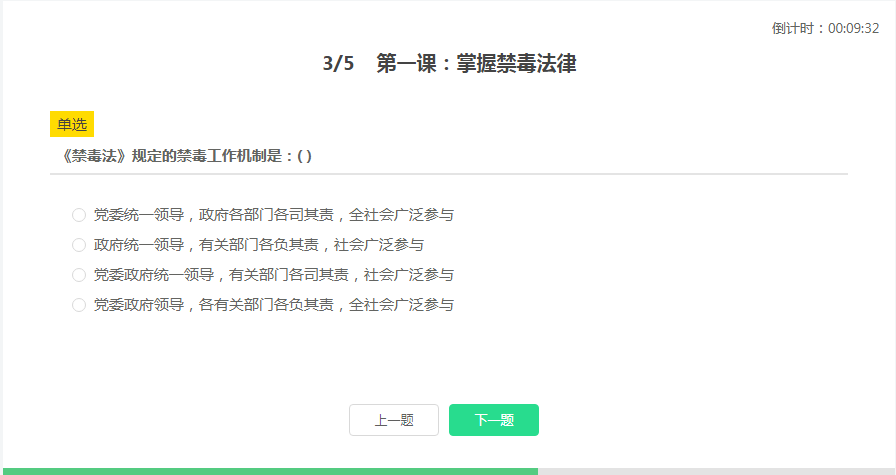 倒计时：00:09:32
3/5 第一课：掌握禁毒法律
单选
《禁毒法》规定的禁毒工作机制是：( )
党委统一领导，政府各部门各司其责，全社会广泛参与
政府统一领导，有关部门各负其责，社会广泛参与
党委政府统一领导，有关部门各司其责，社会广泛参与
党委政府领导，各有关部门各负其责，全社会广泛参与
上一题 下一题